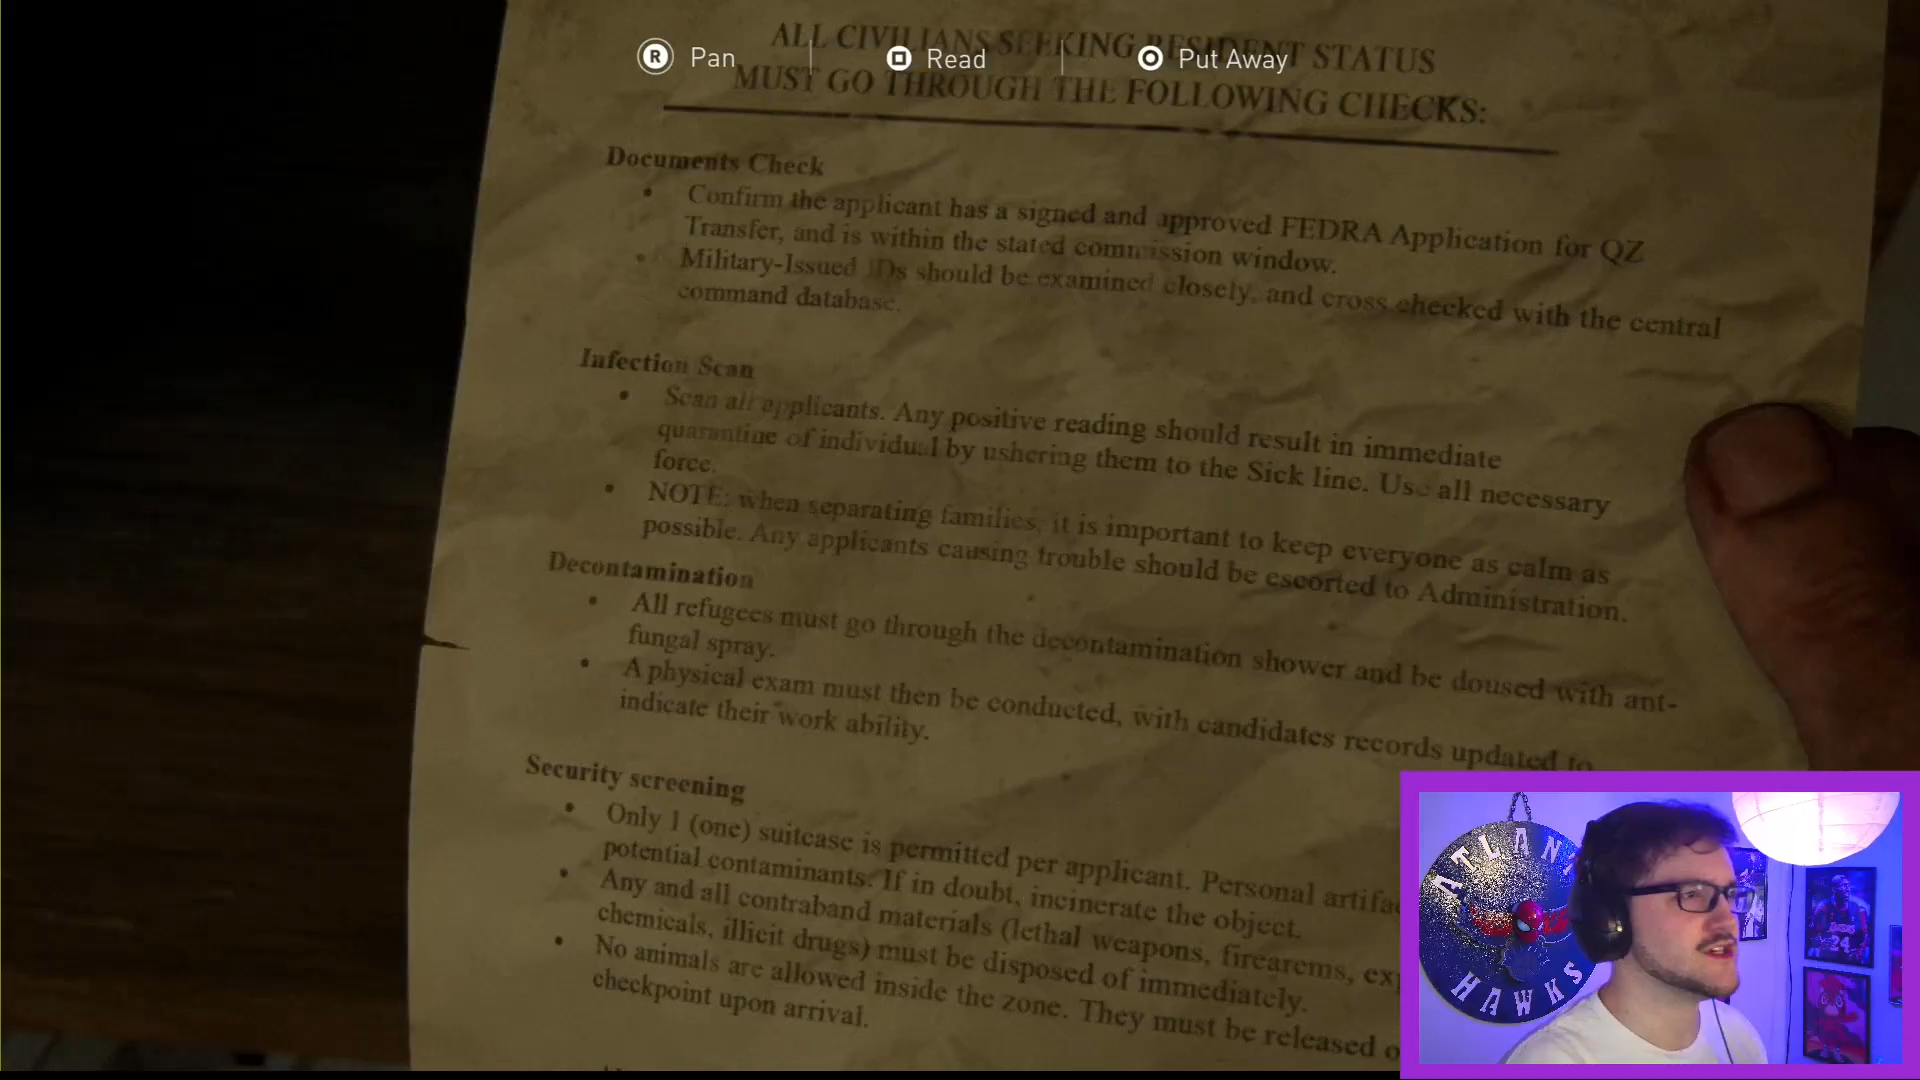 ALL CIVILIANS SEEKING RESIDENT STATUS
R Pan Read Put Away
MUST GO THROUGH THE FOLLOWING CHECKS:
Documents Check
• Confirm the applicant has a signed and approved FEDRA Application for QZ
Transfer, and is within the stated commission window.
• Military-Issued IDs should be examined closely, and cross checked with the central
command database.
Infection Scan
• Scan all applicants. Any positive reading should result in immediate
quarantine of individual by ushering them to the Sick line. Use all necessary
force.
• NOTE: when separating families, it is important to keep everyone as calm as
possible. Any applicants causing trouble should be escorted to Administration.
Decontamination
• All refugees must go through the decontamination shower and be doused with ant-
fungal spray.
• A physical exam must then be conducted, with candidates records updated to
indicate their work ability.
Security screening
• Only 1 (one) suitcase is permitted per applicant. Personal artifac
potential contaminants. If in doubt, incinerate the object.
• Any and all contraband materials (lethal weapons, firearems, exp
chemicals, illicit drugs) must be disposed of immediately.
• No animals are allowed inside the zone. They must be released o
checkpoint upon arrival.
ATLANT
HAWKS
24